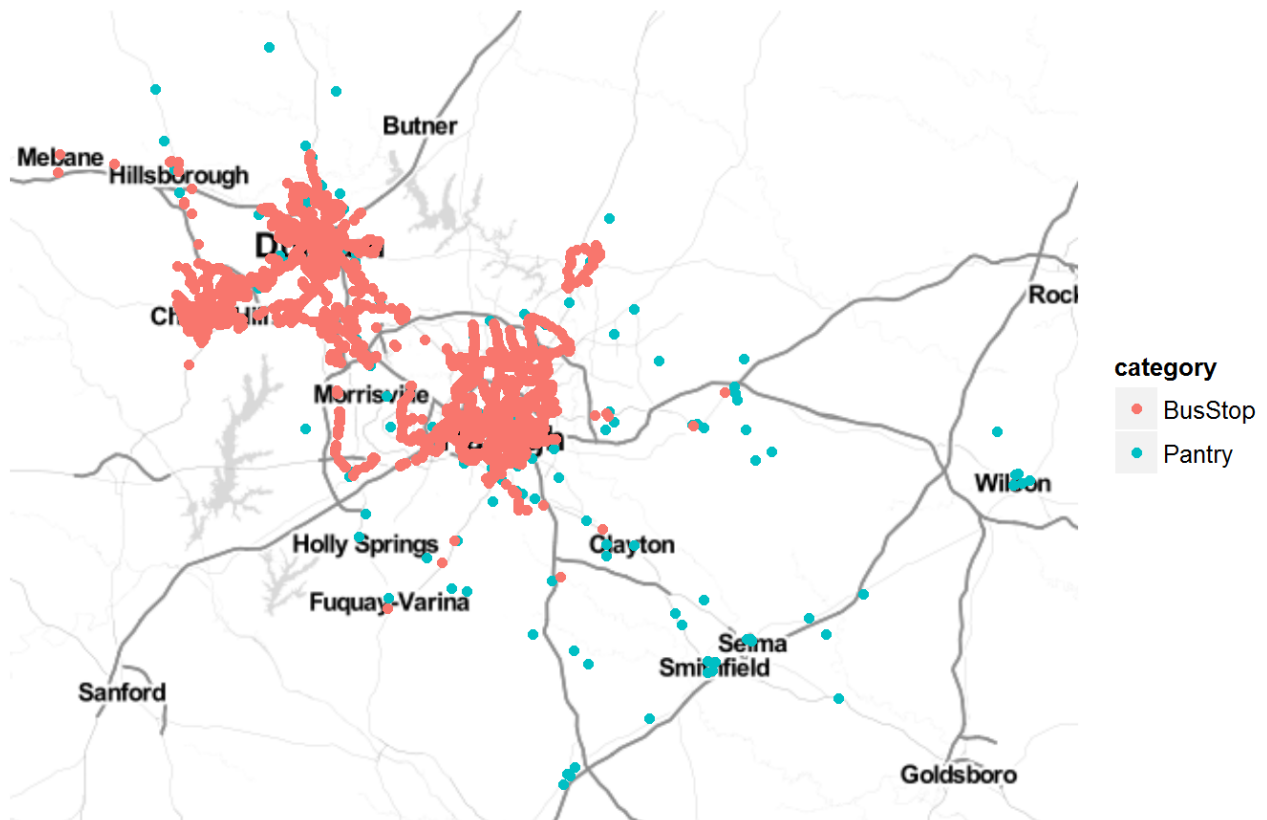 Butner
Mebane
Hillsborough
Rock
category
BusStop
Pantry
Morrisville
Wilson
Holly Springs
Clayton
Fuquay-Varina
Selma
Smithfield
Sanford
Goldsboro